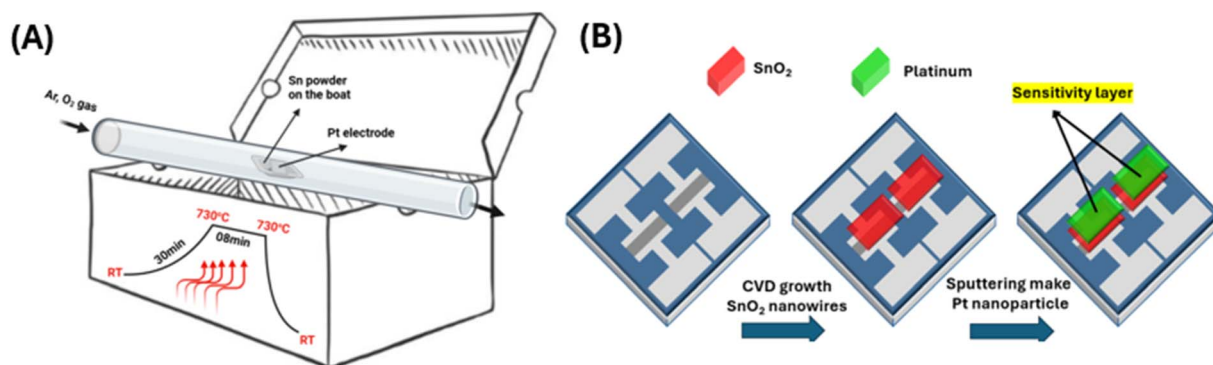 (A)
Sn powder
on the boat
Ar, O₂ gas
Pt electrode
730°C
730°C
30min
08min
RT
RT
(B)
SnO₂
Platinum
Sensitivity layer
CVD growth
SnO₂ nanowires
Sputtering make
Pt nanoparticle